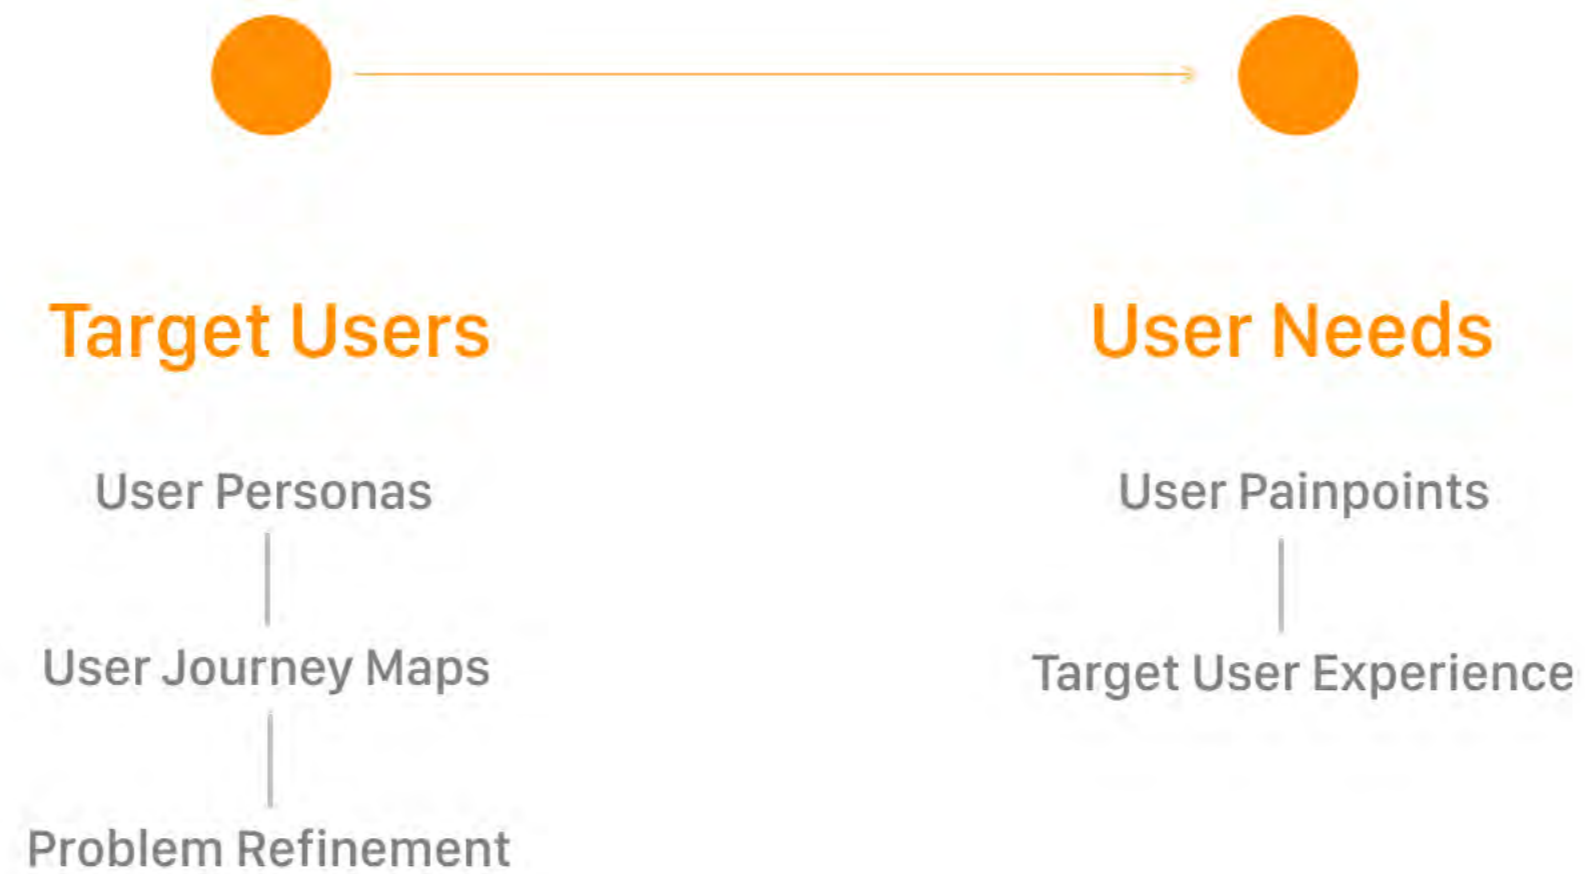 Target Users
User Needs
User Personas
User Painpoints
User Journey Maps
Target User Experience
Problem Refinement